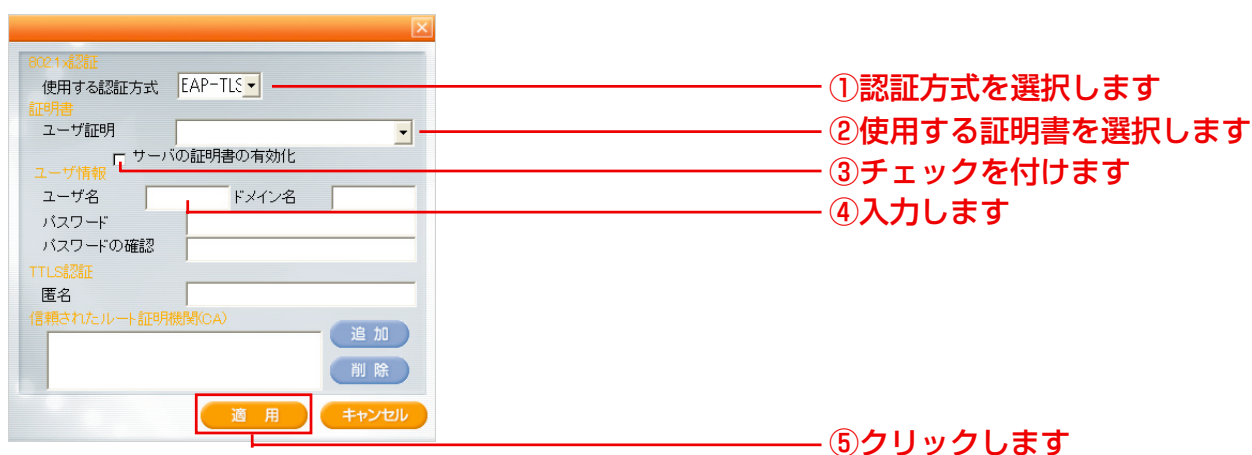 802.1x認証
使用する認証方式 EAP-TLS
①認証方式を選択します
証明書
ユーザ証明
②使用する証明書を選択します
サーバの証明書の有効化
③チェックを付けます
ユーザ情報
ユーザ名 ドメイン名
④入力します
パスワード
パスワードの確認
TTLS認証
匿名
信頼されたルート証明機関(CA)
追 加
削 除
適 用 キャンセル
⑤クリックします